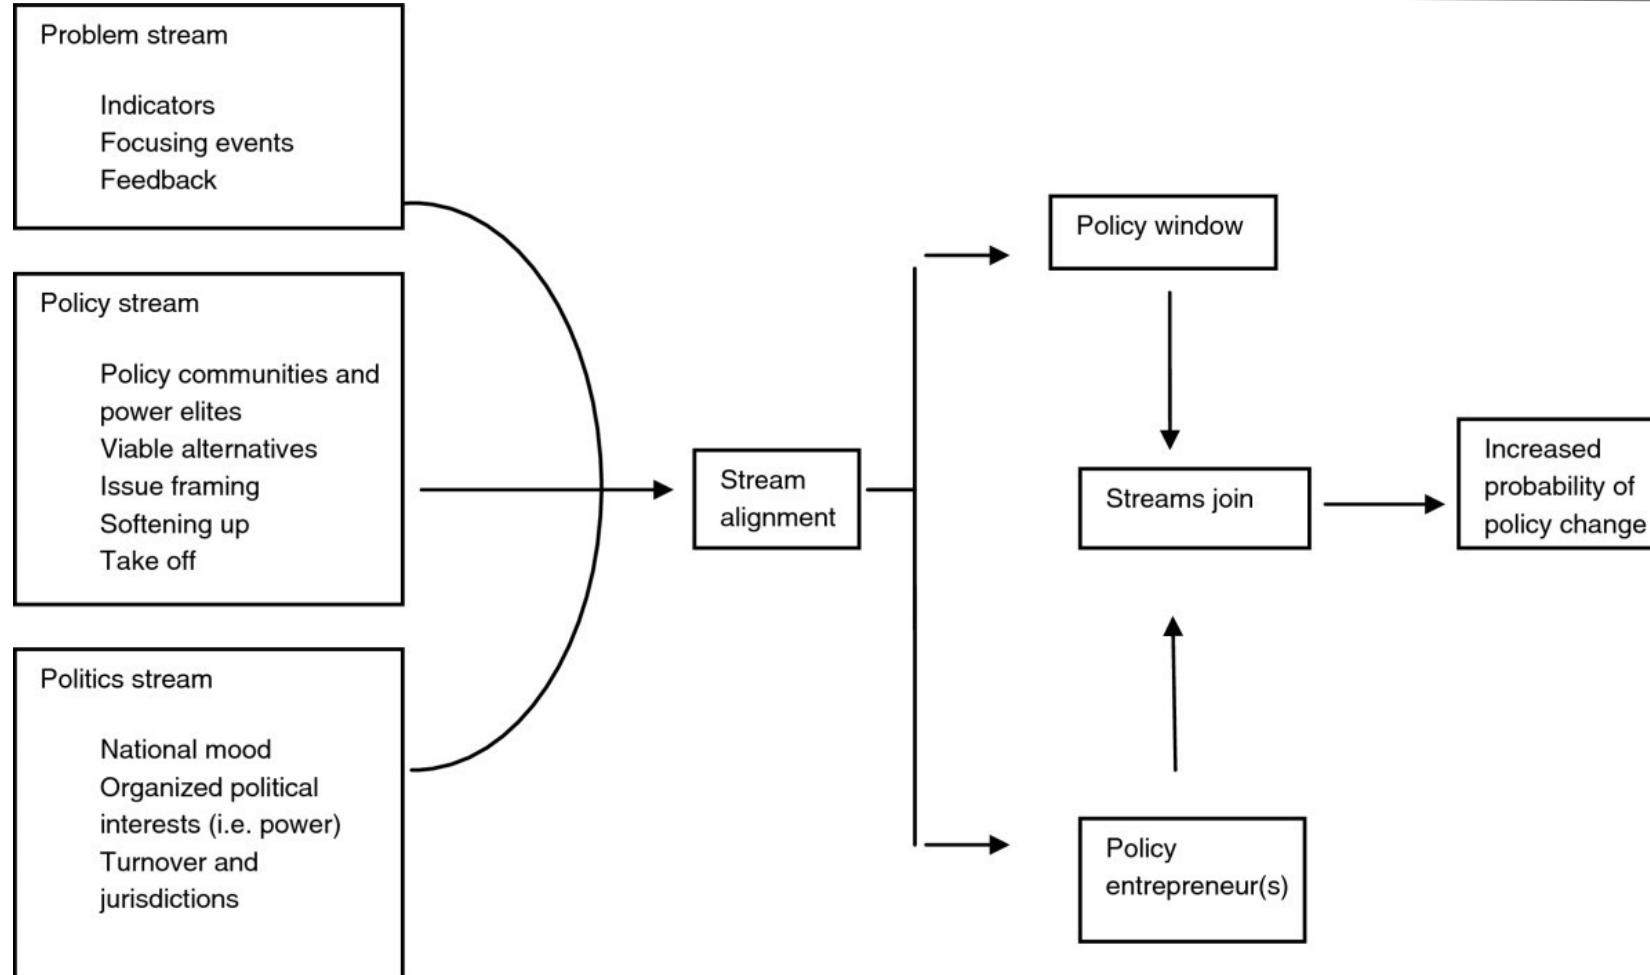 Problem stream
Indicators
Focusing events
Feedback
Policy stream
Policy communities and
power elites
Viable alternatives
Issue framing
Softening up
Take off
Politics stream
National mood
Organized political
interests (i.e. power)
Turnover and
jurisdictions
Stream
alignment
Policy window
Streams join
Policy
entrepreneur(s)
Increased
probability of
policy change